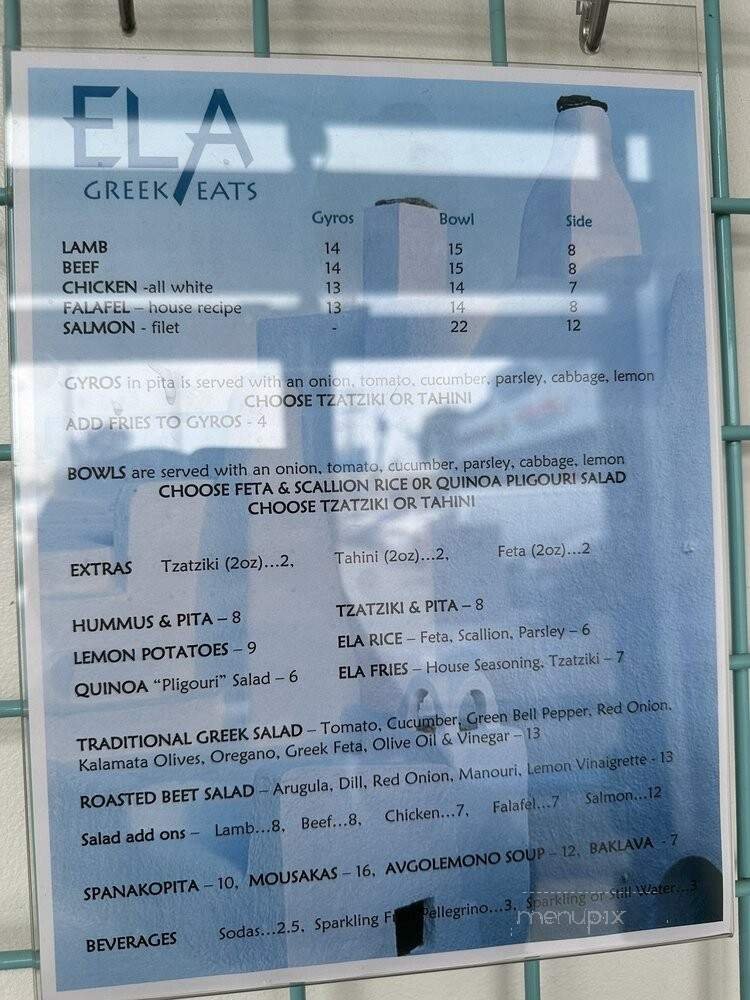 ELA
GREEK EATS
Gyros Bowl Side
LAMB 14 15 8
BEEF 14 15 8
CHICKEN -all white 13 14 7
FALAFEL – house recipe 13 14 8
SALMON - filet - 22 12
GYROS in pita is served with an onion, tomato, cucumber, parsley, cabbage, lemon
CHOOSE TZATZIKI OR TAHINI
ADD FRIES TO GYROS - 4
BOWLS are served with an onion, tomato, cucumber, parsley, cabbage, lemon
CHOOSE FETA & SCALLION RICE 0R QUINOA PLIGOURI SALAD
CHOOSE TZATZIKI OR TAHINI
EXTRAS Tzatziki (2oz)...2, Tahini (2oz)...2, Feta (2oz)...2
HUMMUS & PITA – 8 TZATZIKI & PITA – 8
LEMON POTATOES – 9 ELA RICE – Feta, Scallion, Parsley – 6
QUINOA "Pligouri" Salad – 6 ELA FRIES – House Seasoning, Tzatziki – 7
TRADITIONAL GREEK SALAD – Tomato, Cucumber, Green Bell Pepper, Red Onion,
Kalamata Olives, Oregano, Greek Feta, Olive Oil & Vinegar – 13
ROASTED BEET SALAD – Arugula, Dill, Red Onion, Manouri, Lemon Vinaigrette - 13
Salad add ons – Lamb...8, Beef...8, Chicken...7, Falafel...7 Salmon...12
SPANAKOPITA – 10, MOUSAKAS – 16, AVGOLEMONO SOUP – 12, BAKLAVA - 7
BEVERAGES Sodas...2.5, Sparkling Pellegrino...3, Sparkling or Still Water...3
menupix